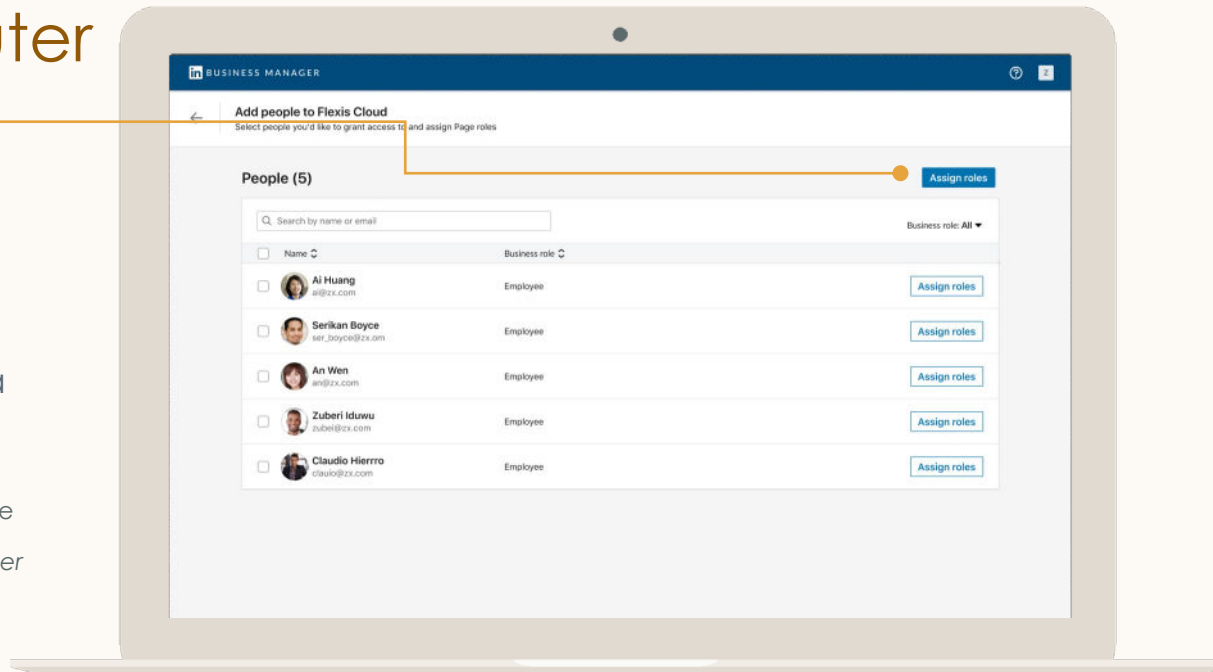 in BUSINESS MANAGER
Z
Add people to Flexis Cloud
Select people you'd like to grant access to and assign Page roles
People (5)
Assign roles
Search by name or email
Business role: All
Name
Business role
Ai Huang
ai@zx.com
Employee
Assign roles
Serikan Boyce
ser_boyce@zx.om
Employee
Assign roles
An Wen
an@zx.com
Employee
Assign roles
Zuberi Iduwu
zubei@zx.com
Employee
Assign roles
Claudio Hierrro
clauio@zx.com
Employee
Assign roles